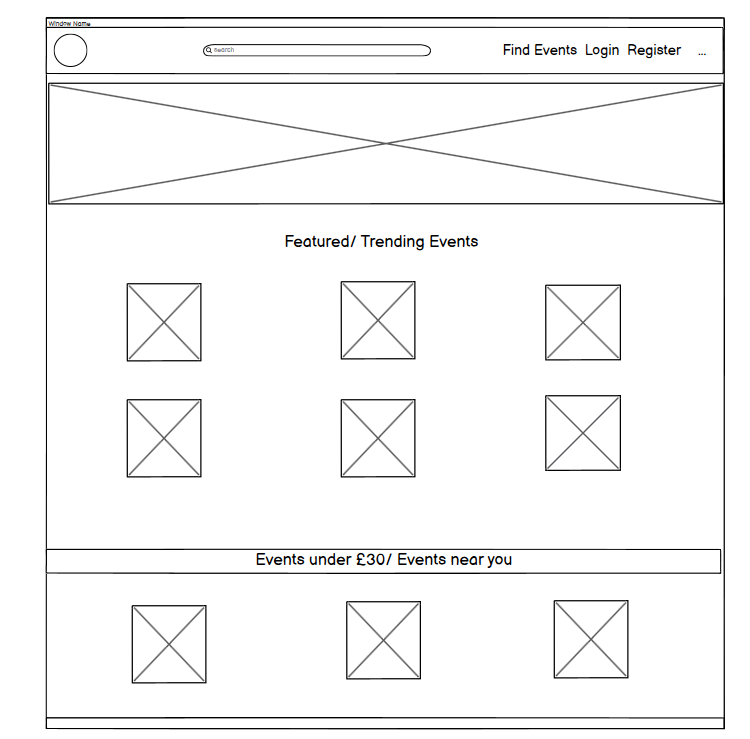 Window Name
search
Find Events Login Register ...
Featured/ Trending Events
Events under £30/ Events near you